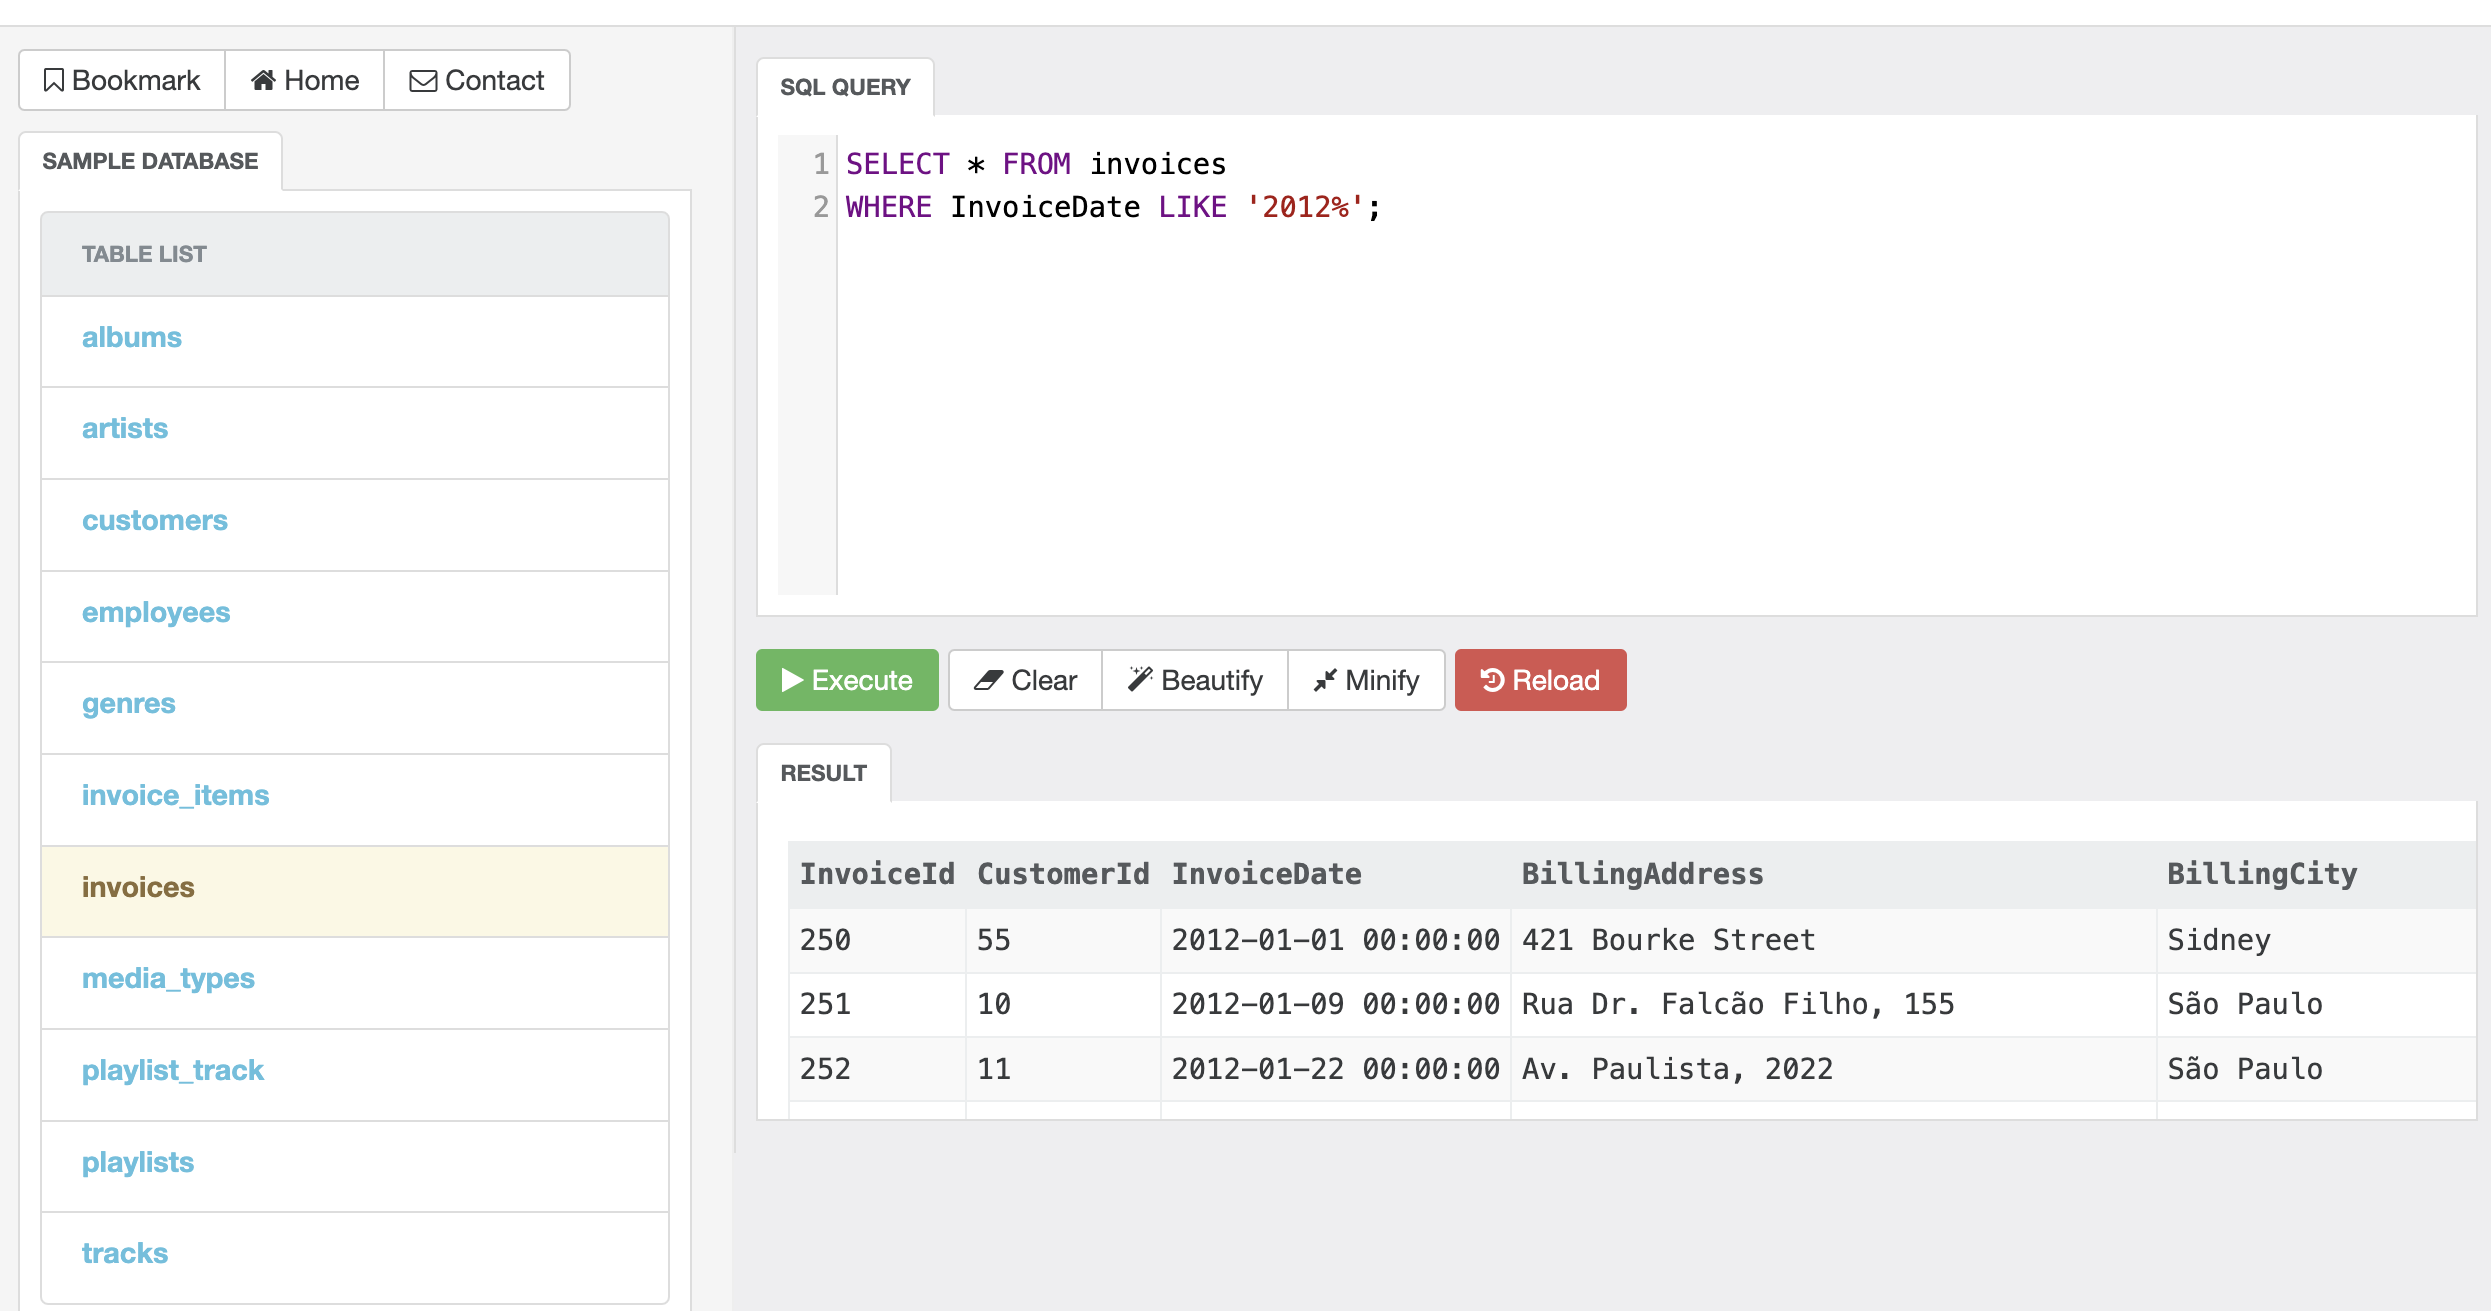 Bookmark Home Contact
SAMPLE DATABASE
TABLE LIST
albums
artists
customers
employees
genres
invoice_items
invoices
media_types
playlist_track
playlists
tracks
SQL QUERY
1 SELECT * FROM invoices
2 WHERE InvoiceDate LIKE '2012%';
Execute Clear Beautify Minify Reload
RESULT
InvoiceId CustomerId InvoiceDate BillingAddress BillingCity
250 55 2012-01-01 00:00:00 421 Bourke Street Sidney
251 10 2012-01-09 00:00:00 Rua Dr. Falcão Filho, 155 São Paulo
252 11 2012-01-22 00:00:00 Av. Paulista, 2022 São Paulo